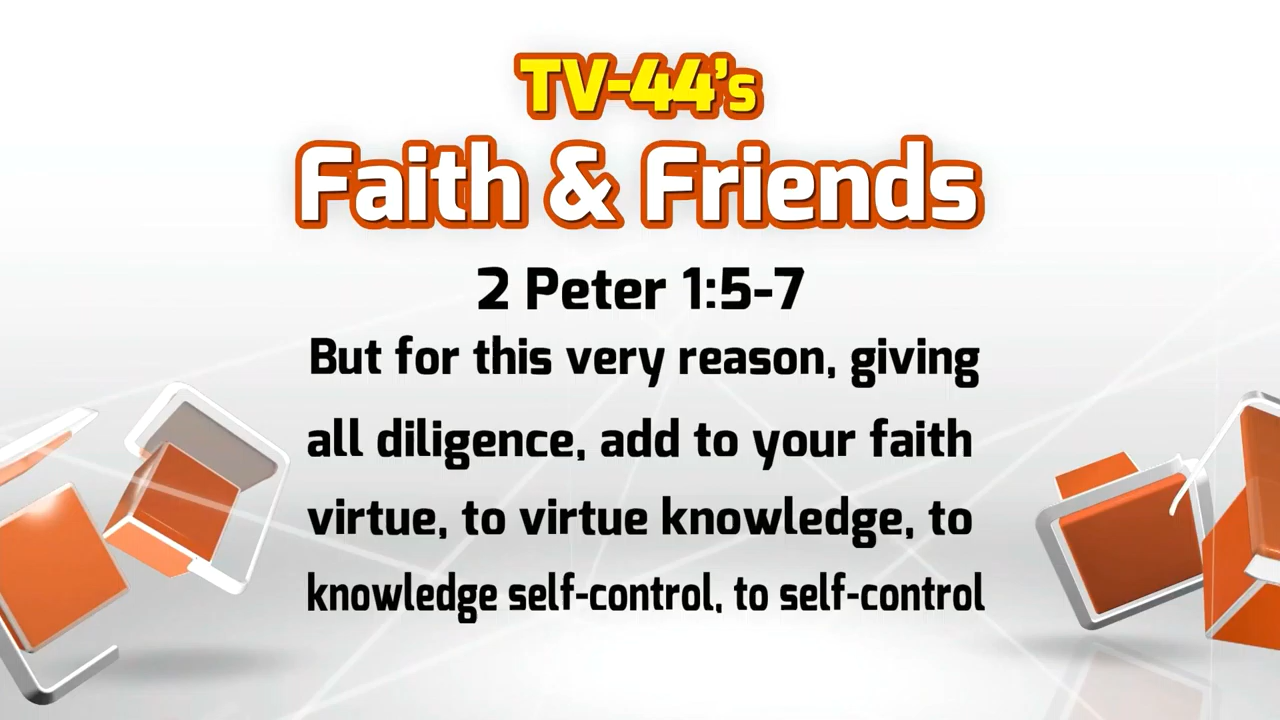 TV-44's
Faith & Friends
2 Peter 1:5-7
But for this very reason, giving
all diligence, add to your faith
virtue, to virtue knowledge, to
knowledge self-control, to self-control